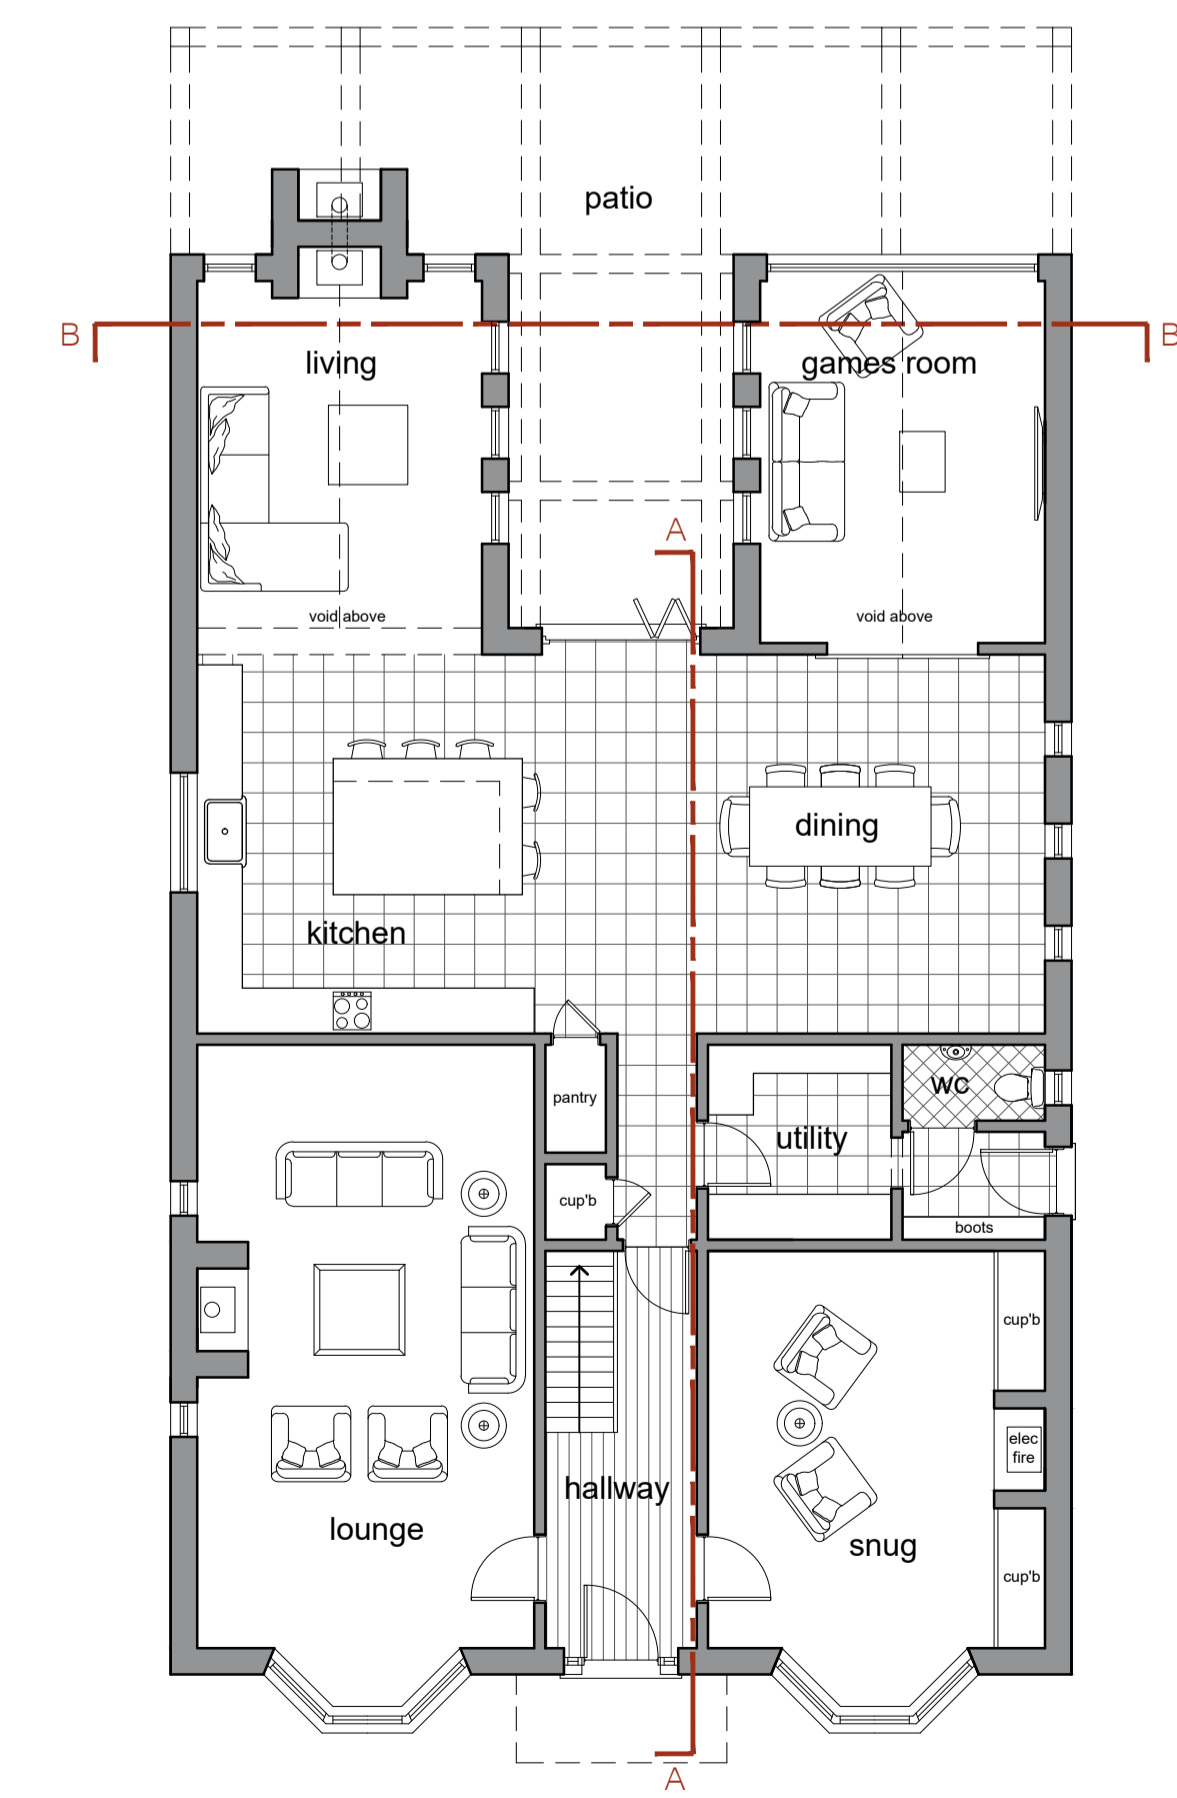 patio
B
B
living
games room
A
void above
void above
dining
kitchen
pantry
wc
utility
cup'b
boots
cup'b
elec
fire
hallway
lounge
snug
cup'b
A